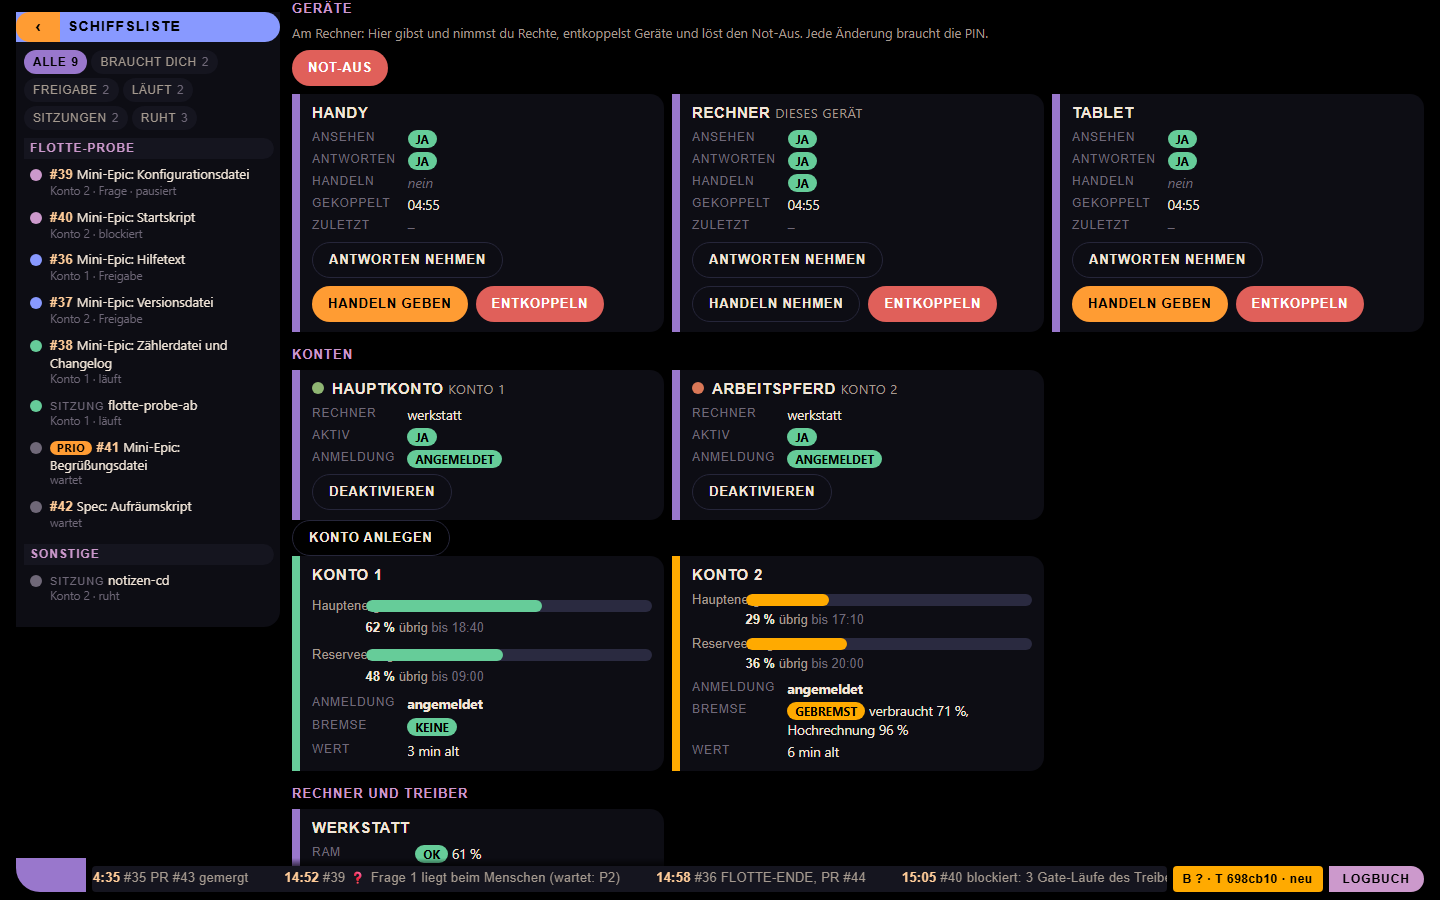 ‹ SCHIFFSLISTE
ALLE 9 BRAUCHT DICH 2
FREIGABE 2 LÄUFT 2
SITZUNGEN 2 RUHT 3
FLOTTE-PROBE
#39 Mini-Epic: Konfigurationsdatei
Konto 2 · Frage · pausiert
#40 Mini-Epic: Startskript
Konto 2 · blockiert
#36 Mini-Epic: Hilfetext
Konto 1 · Freigabe
#37 Mini-Epic: Versionsdatei
Konto 2 · Freigabe
#38 Mini-Epic: Zählerdatei und
Changelog
Konto 1 · läuft
SITZUNG flotte-probe-ab
Konto 1 · läuft
PRIO #41 Mini-Epic:
Begrüßungsdatei
wartet
#42 Spec: Aufräumskript
wartet
SONSTIGE
SITZUNG notizen-cd
Konto 2 · ruht
GERÄTE
Am Rechner: Hier gibst und nimmst du Rechte, entkoppelst Geräte und löst den Not-Aus. Jede Änderung braucht die PIN.
NOT-AUS
HANDY
ANSEHEN JA
ANTWORTEN JA
HANDELN nein
GEKOPPELT 04:55
ZULETZT –
ANTWORTEN NEHMEN
HANDELN GEBEN ENTKOPPELN
RECHNER DIESES GERÄT
ANSEHEN JA
ANTWORTEN JA
HANDELN JA
GEKOPPELT 04:55
ZULETZT –
ANTWORTEN NEHMEN
HANDELN NEHMEN ENTKOPPELN
TABLET
ANSEHEN JA
ANTWORTEN JA
HANDELN nein
GEKOPPELT 04:55
ZULETZT –
ANTWORTEN NEHMEN
HANDELN GEBEN ENTKOPPELN
KONTEN
HAUPTKONTO KONTO 1
RECHNER werkstatt
AKTIV JA
ANMELDUNG ANGEMELDET
DEAKTIVIEREN
ARBEITSPFERD KONTO 2
RECHNER werkstatt
AKTIV JA
ANMELDUNG ANGEMELDET
DEAKTIVIEREN
KONTO ANLEGEN
KONTO 1
Hauptene
62 % übrig bis 18:40
Reservee
48 % übrig bis 09:00
ANMELDUNG angemeldet
BREMSE KEINE
WERT 3 min alt
KONTO 2
Hauptene
29 % übrig bis 17:10
Reservee
36 % übrig bis 20:00
ANMELDUNG angemeldet
BREMSE GEBREMST verbraucht 71 %,
Hochrechnung 96 %
WERT 6 min alt
RECHNER UND TREIBER
WERKSTATT
RAM OK 61 %
4:35 #35 PR #43 gemergt 14:52 #39 ❓ Frage 1 liegt beim Menschen (wartet: P2) 14:58 #36 FLOTTE-ENDE, PR #44 15:05 #40 blockiert: 3 Gate-Läufe des Treibe
B ? · T 698cb10 · neu LOGBUCH